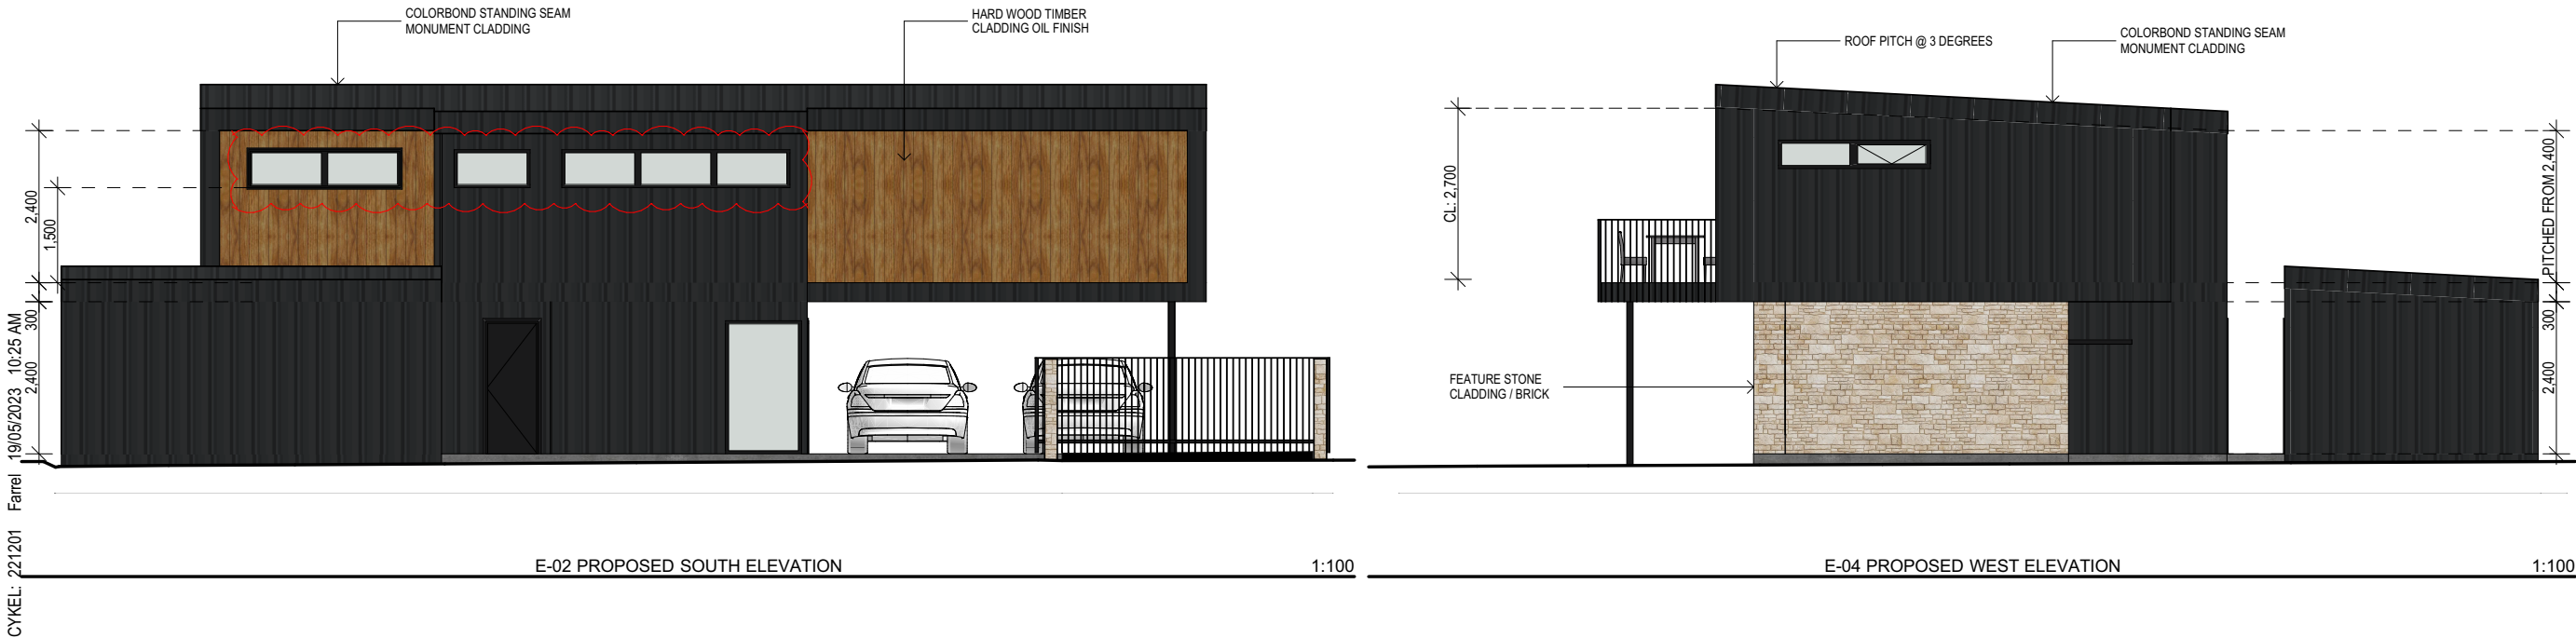 COLORBOND STANDING SEAM
MONUMENT CLADDING
HARD WOOD TIMBER
CLADDING OIL FINISH
2,400
1,500
300
2,400
E-02 PROPOSED SOUTH ELEVATION
1:100
ROOF PITCH @ 3 DEGREES
COLORBOND STANDING SEAM
MONUMENT CLADDING
CL: 2,700
FEATURE STONE
CLADDING / BRICK
PITCHED FROM 2,400
300
2,400
E-04 PROPOSED WEST ELEVATION
1:100
CYKEL: 221201 Farrel 19/05/2023 10:25 AM